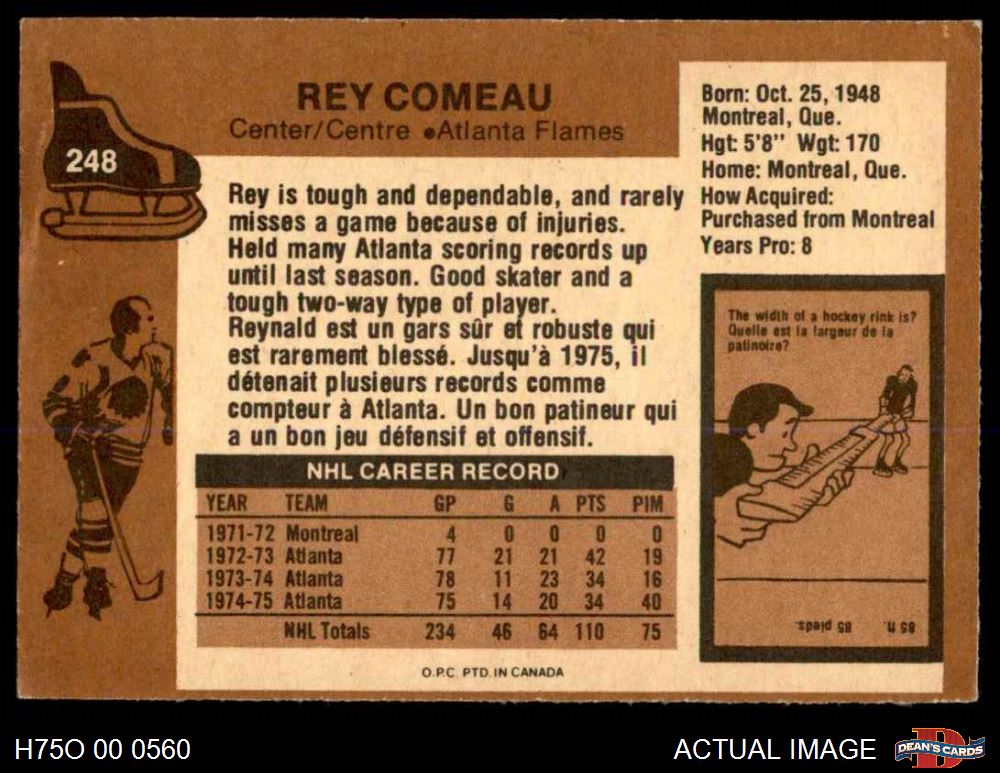 REY COMEAU
Center/Centre ●Atlanta Flames
248
Rey is tough and dependable, and rarely
misses a game because of injuries.
Held many Atlanta scoring records up
until last season. Good skater and a
tough two-way type of player.
Reynald est un gars sûr et robuste qui
est rarement blessé. Jusqu'à 1975, il
détenait plusieurs records comme
compteur à Atlanta. Un bon patineur qui
a un bon jeu défensif et offensif.
Born: Oct. 25, 1948
Montreal, Que.
Hgt: 5'8" Wgt: 170
Home: Montreal, Que.
How Acquired:
Purchased from Montreal
Years Pro: 8
The width of a hockey rink is?
Quelle est la largeur de la
patinoire?
85 ft. 85 pieds.
NHL CAREER RECORD
YEAR TEAM GP G A PTS PIM
1971-72 Montreal 4 0 0 0 0
1972-73 Atlanta 77 21 21 42 19
1973-74 Atlanta 78 11 23 34 16
1974-75 Atlanta 75 14 20 34 40
NHL Totals 234 46 64 110 75
O.P.C. PTD. IN CANADA
H75O 00 0560
ACTUAL IMAGE
D
DEAN'S CARDS